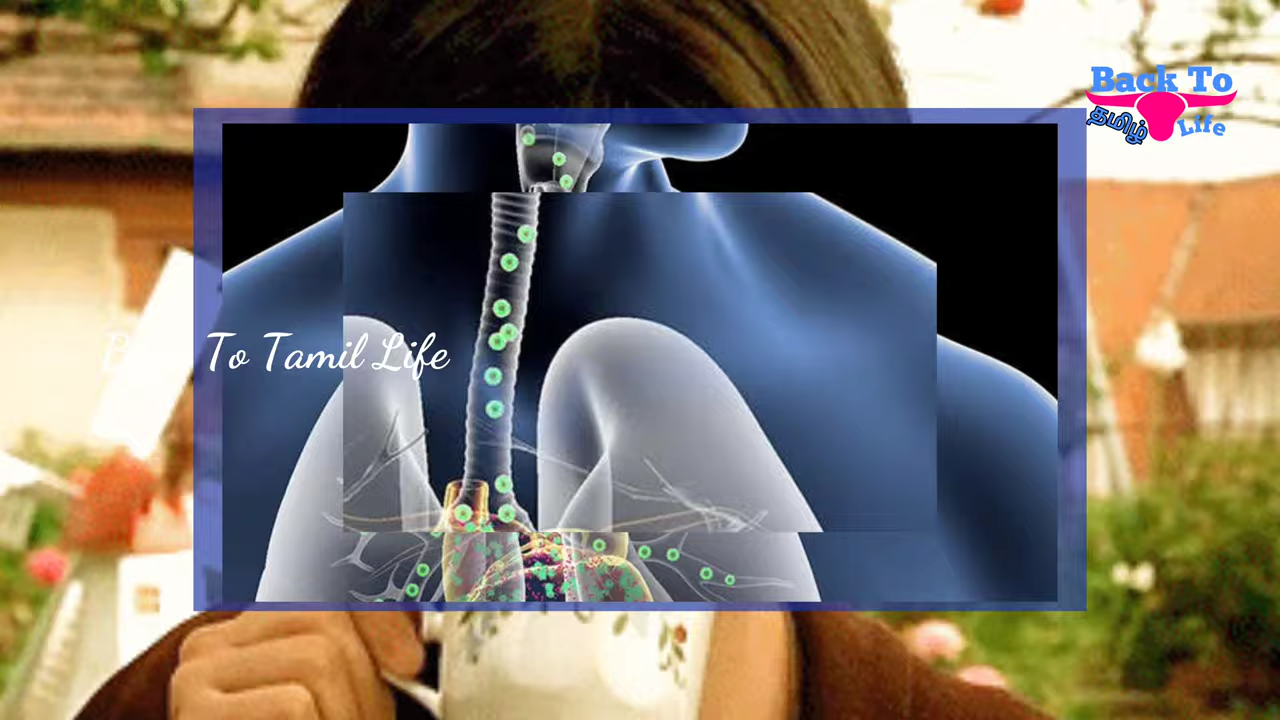 Back To
தமிழ் Life
To Tamil Life